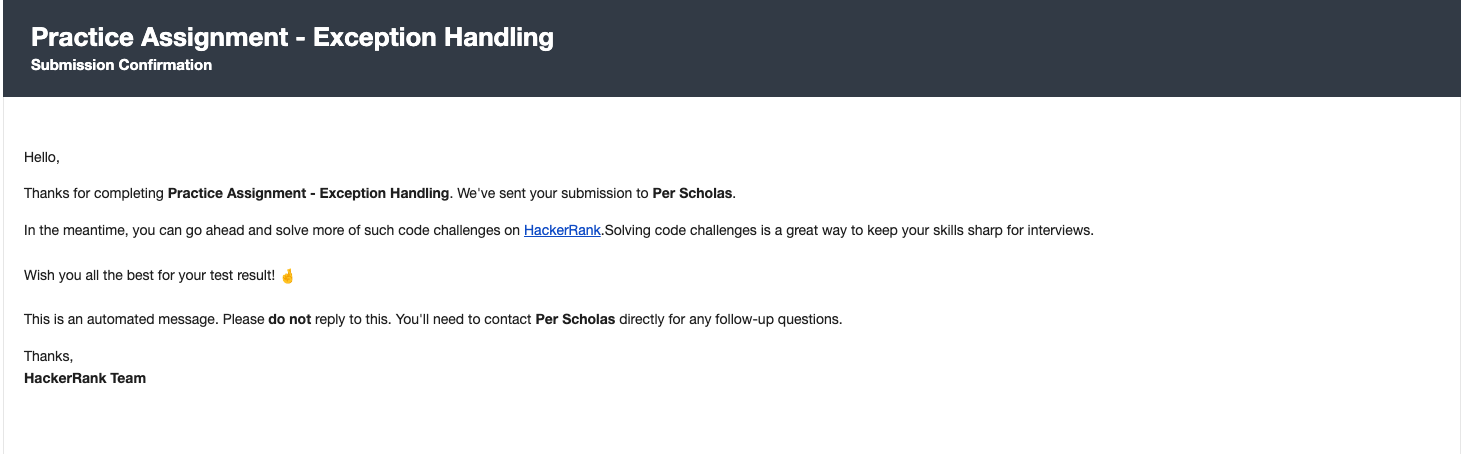 Practice Assignment - Exception Handling
Submission Confirmation
Hello,
Thanks for completing Practice Assignment - Exception Handling. We've sent your submission to Per Scholas.
In the meantime, you can go ahead and solve more of such code challenges on HackerRank.Solving code challenges is a great way to keep your skills sharp for interviews.
Wish you all the best for your test result! 🤞
This is an automated message. Please do not reply to this. You'll need to contact Per Scholas directly for any follow-up questions.
Thanks,
HackerRank Team